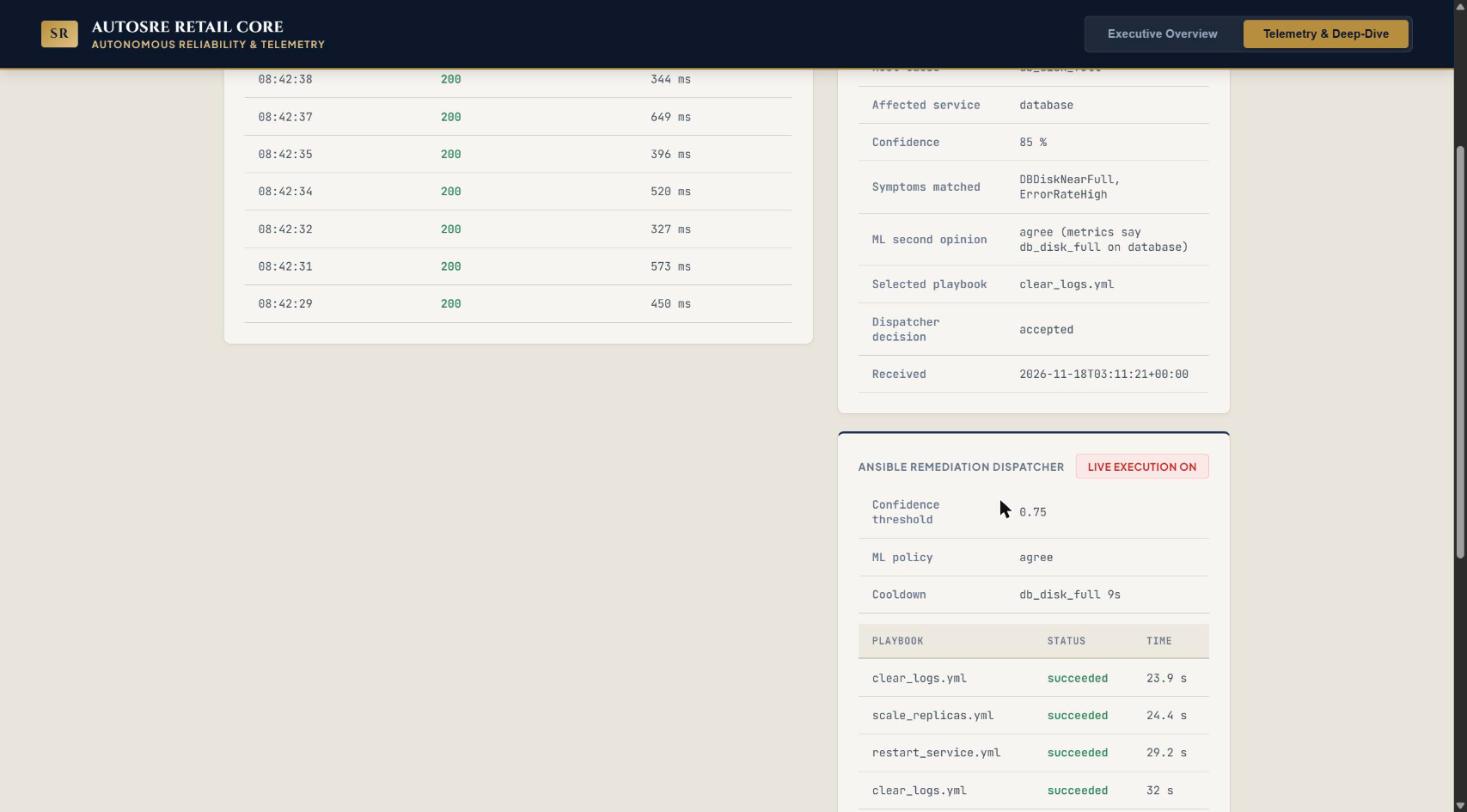 SR
AUTOSRE RETAIL CORE
AUTONOMOUS RELIABILITY & TELEMETRY
Executive Overview
Telemetry & Deep-Dive
08:42:38 200 344 ms
08:42:37 200 649 ms
08:42:35 200 396 ms
08:42:34 200 520 ms
08:42:32 200 327 ms
08:42:31 200 573 ms
08:42:29 200 450 ms
Affected service database
Confidence 85 %
Symptoms matched DBDiskNearFull,
ErrorRateHigh
ML second opinion agree (metrics say
db_disk_full on database)
Selected playbook clear_logs.yml
Dispatcher
decision accepted
Received 2026-11-18T03:11:21+00:00
ANSIBLE REMEDIATION DISPATCHER LIVE EXECUTION ON
Confidence
threshold 0.75
ML policy agree
Cooldown db_disk_full 9s
PLAYBOOK STATUS TIME
clear_logs.yml succeeded 23.9 s
scale_replicas.yml succeeded 24.4 s
restart_service.yml succeeded 29.2 s
clear_logs.yml succeeded 32 s